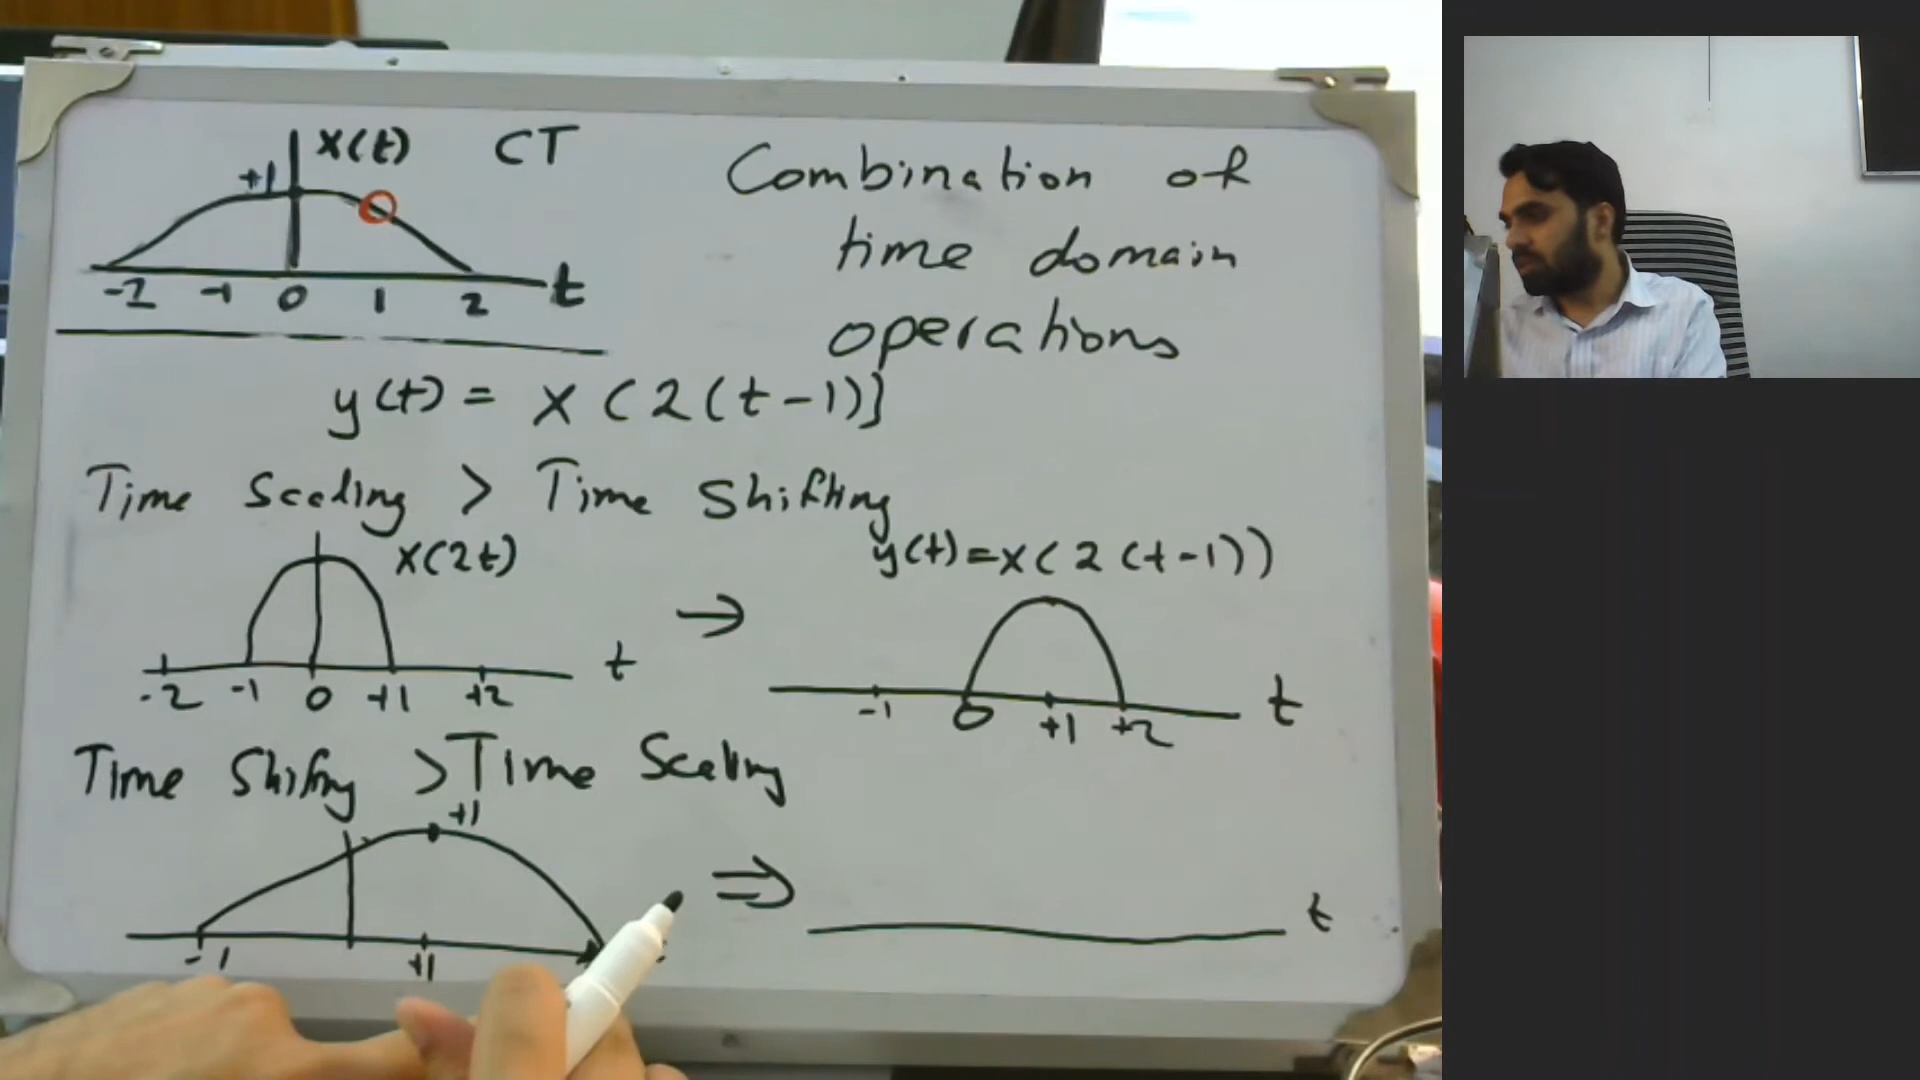 x(t) CT
+1
-2 -1 0 1 2 t
Combination of
time domain
operations
y(t) = x(2(t-1)]
Time Scaling > Time Shifting
x(2t)
-2 -1 0 +1 +2 t
→
y(t)=x(2(t-1))
-1 0 +1 +2 t
Time Shifing > Time Scaling
+1
-1 +1
⇒
t